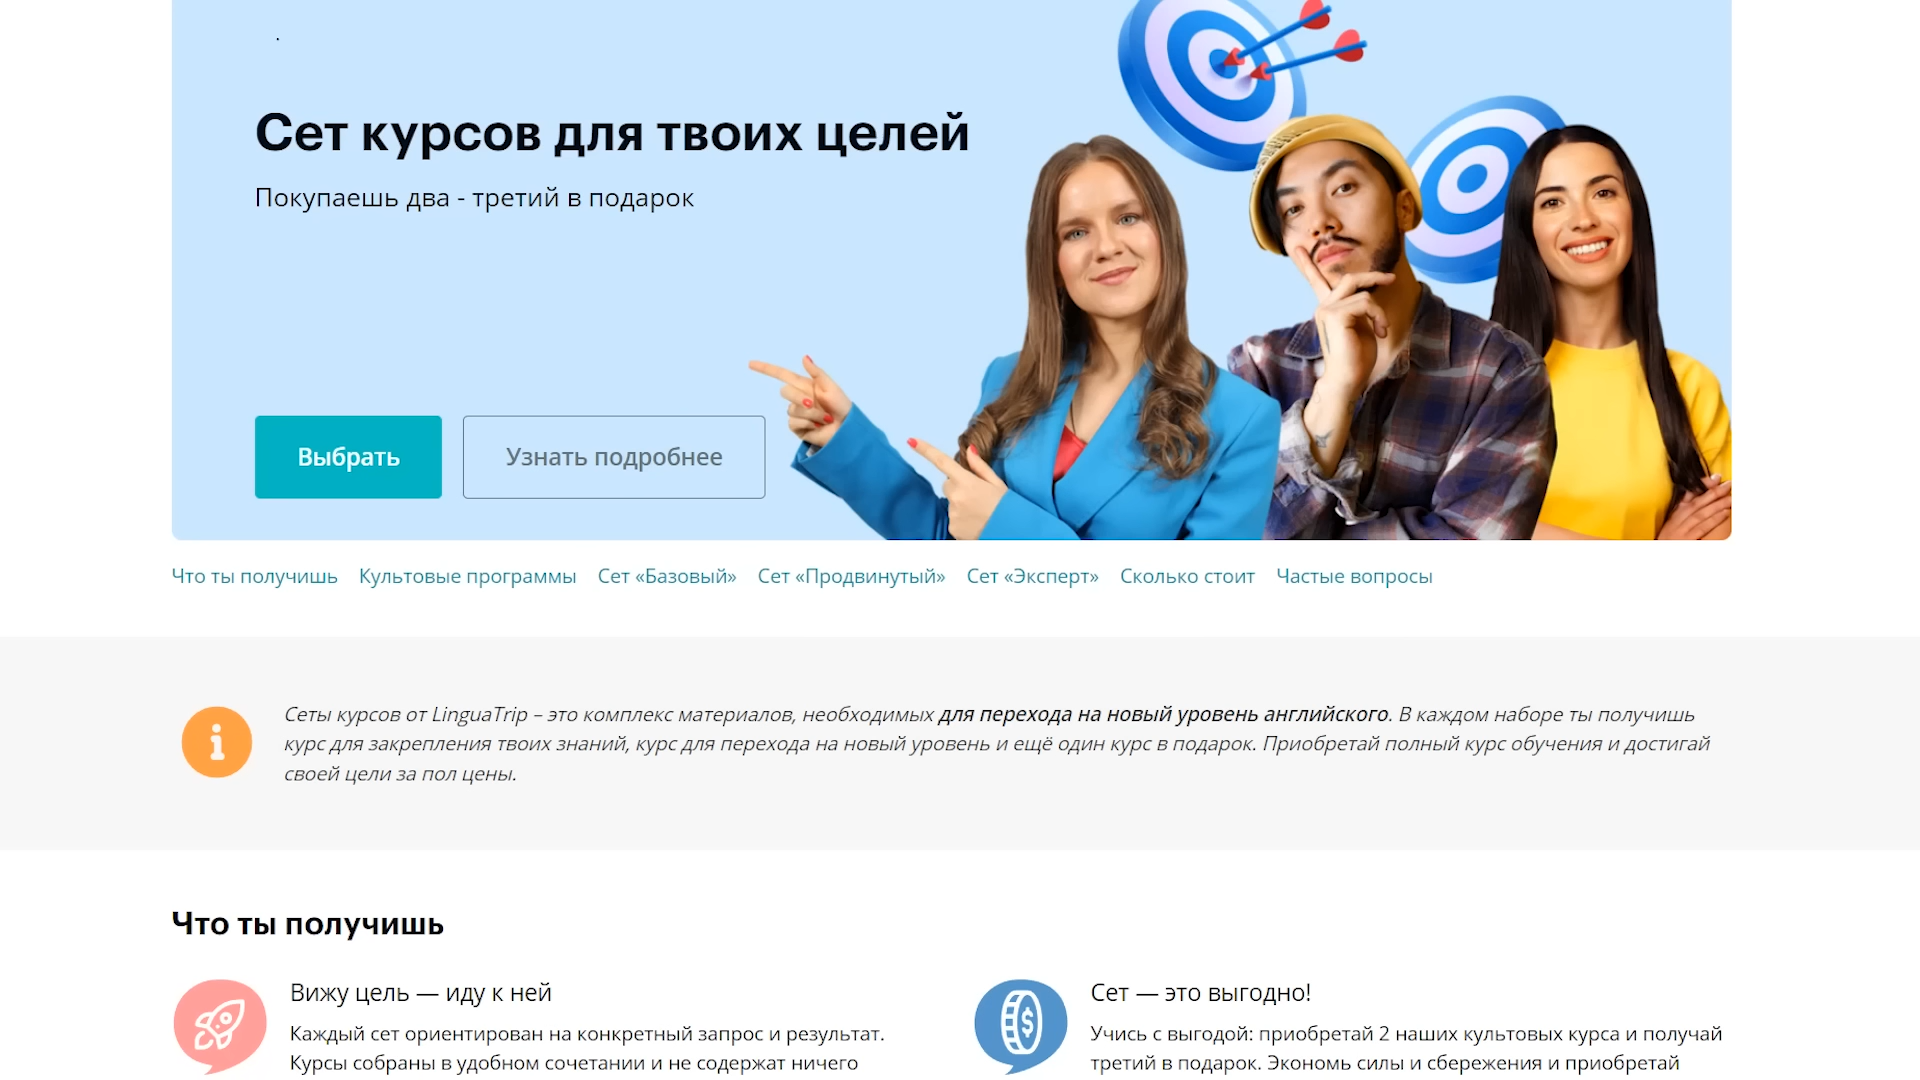 Сет курсов для твоих целей
Покупаешь два - третий в подарок
Выбрать
Узнать подробнее
Что ты получишь Культовые программы Сет «Базовый» Сет «Продвинутый» Сет «Эксперт» Сколько стоит Частые вопросы
Сеты курсов от LinguaTrip – это комплекс материалов, необходимых для перехода на новый уровень английского. В каждом наборе ты получишь
курс для закрепления твоих знаний, курс для перехода на новый уровень и ещё один курс в подарок. Приобретай полный курс обучения и достигай
своей цели за пол цены.
Что ты получишь
Вижу цель — иду к ней
Каждый сет ориентирован на конкретный запрос и результат.
Курсы собраны в удобном сочетании и не содержат ничего
Сет — это выгодно!
Учись с выгодой: приобретай 2 наших культовых курса и получай
третий в подарок. Экономь силы и сбережения и приобретай